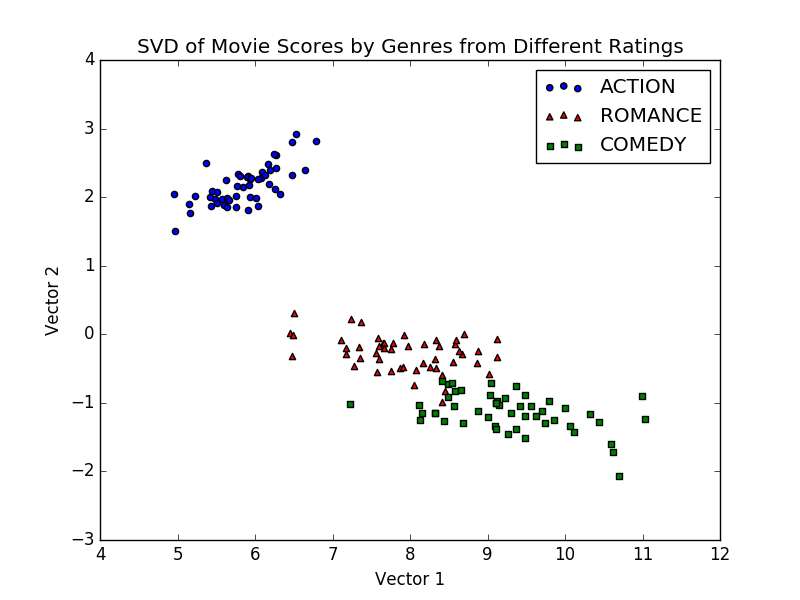 SVD of Movie Scores by Genres from Different Ratings
4
3
2
1
0
−1
−2
−3
Vector 2
ACTION
ROMANCE
COMEDY
4 5 6 7 8 9 10 11 12
Vector 1